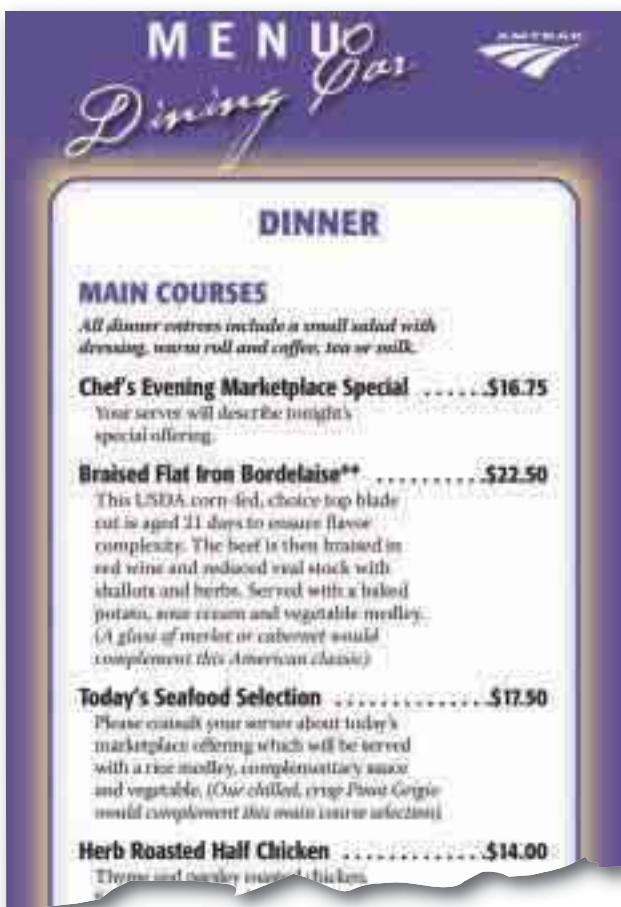 MENU
Dining Car
AMTRAK
DINNER
MAIN COURSES
All dinner entrees include a small salad with
dressing, warm roll and coffee, tea or milk.
Chef's Evening Marketplace Special ......$16.75
Your server will describe tonight's
special offering.
Braised Flat Iron Bordelaise** ..........$22.50
This USDA corn-fed, choice top blade
cut is aged 21 days to ensure flavor
complexity. The beef is then braised in
red wine and reduced veal stock with
shallots and herbs. Served with a baked
potato, sour cream and vegetable medley.
(A glass of merlot or cabernet would
complement this American classic)
Today's Seafood Selection ..............$17.50
Please consult your server about today's
marketplace offering which will be served
with a rice medley, complementary sauce
and vegetable. (Our chilled, crisp Pinot Grigio
would complement this main course selection)
Herb Roasted Half Chicken .............$14.00
Thyme and parsley roasted chicken,